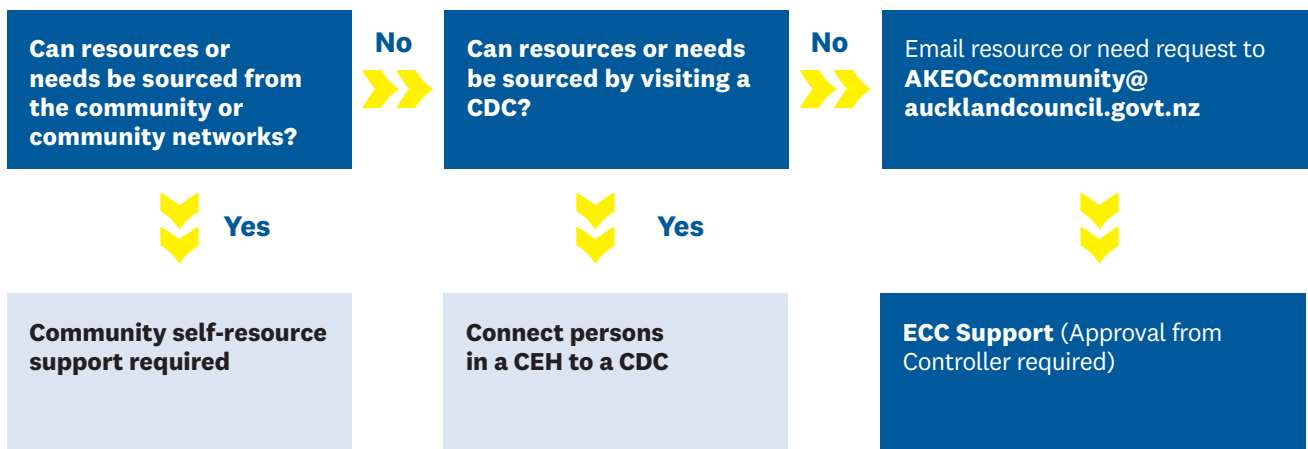 Can resources or
needs be sourced from
the community or
community networks?
No
Can resources or needs
be sourced by visiting a
CDC?
No
Email resource or need request to
AKEOCcommunity@
aucklandcouncil.govt.nz
Yes
Yes
Community self-resource
support required
Connect persons
in a CEH to a CDC
ECC Support (Approval from
Controller required)